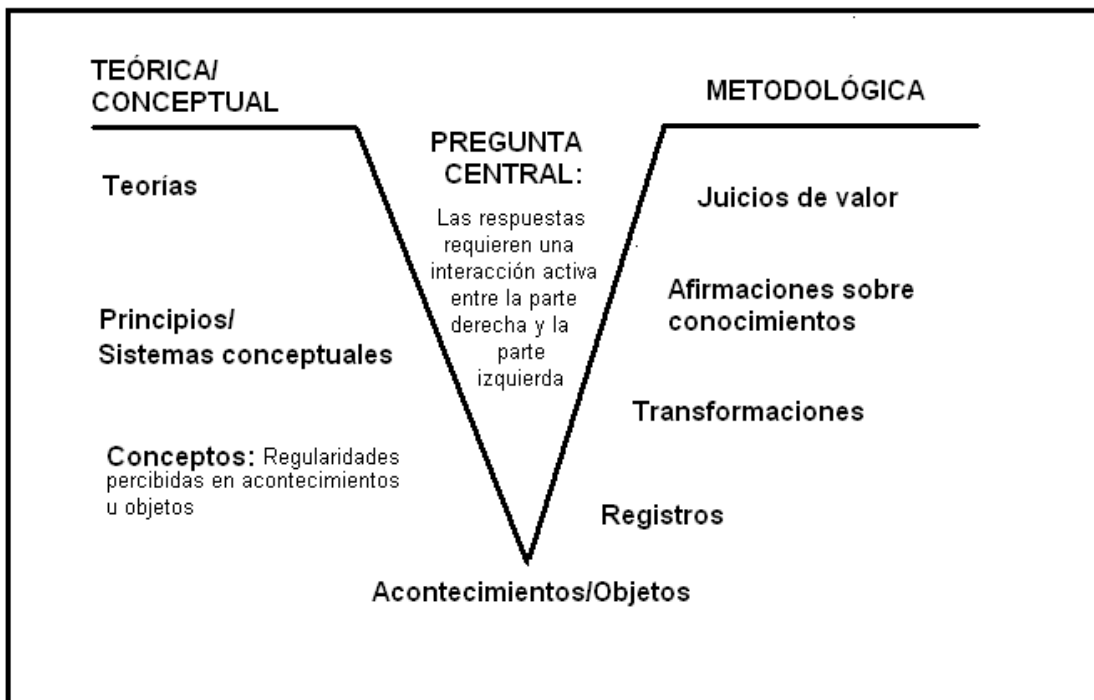 TEÓRICA/
CONCEPTUAL
Teorías
Principios/
Sistemas conceptuales
Conceptos: Regularidades
percibidas en acontecimientos
u objetos
PREGUNTA
CENTRAL:
Las respuestas
requieren una
interacción activa
entre la parte
derecha y la
parte
izquierda
METODOLÓGICA
Juicios de valor
Afirmaciones sobre
conocimientos
Transformaciones
Registros
Acontecimientos/Objetos